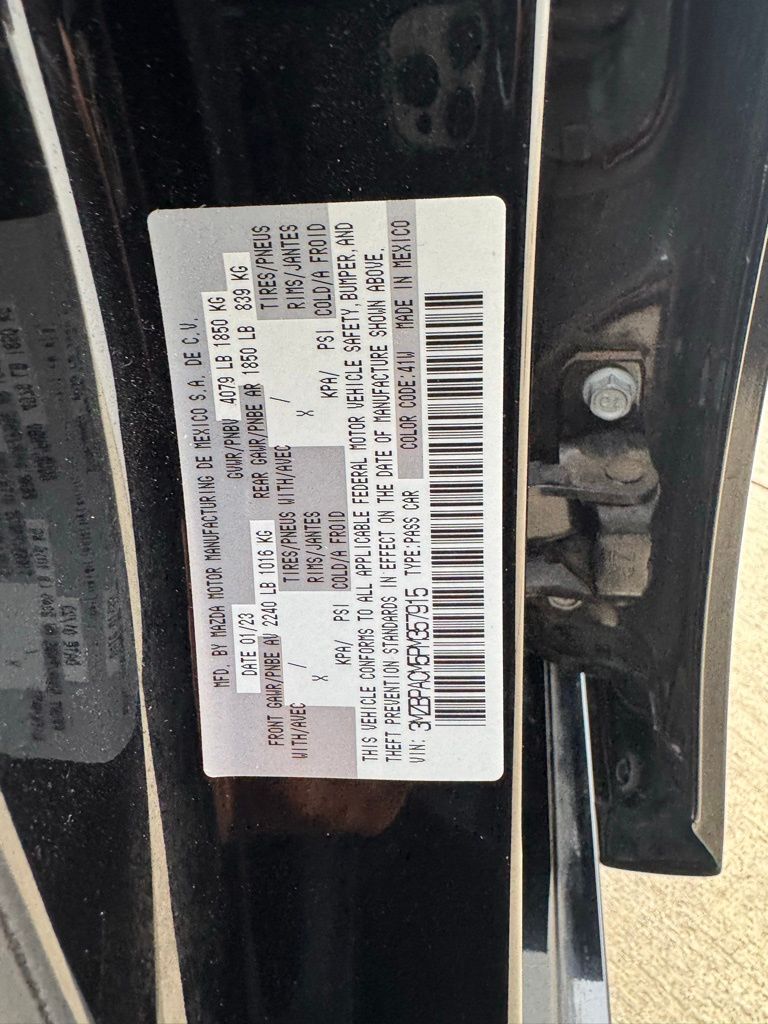 MFD. BY MAZDA MOTOR MANUFACTURING DE MEXICO S.A. DE C.V.
DATE 01/23 GVWR/PNBV 4079 LB 1850 KG
FRONT GAWR/PNBE AV 2240 LB 1016 KG REAR GAWR/PNBE AR 1850 LB 839 KG
WITH/AVEC / TIRES/PNEUS WITH/AVEC / TIRES/PNEUS
X RIMS/JANTES X RIMS/JANTES
KPA/ PSI COLD/A FROID KPA/ PSI COLD/A FROID
THIS VEHICLE CONFORMS TO ALL APPLICABLE FEDERAL MOTOR VEHICLE SAFETY, BUMPER, AND
THEFT PREVENTION STANDARDS IN EFFECT ON THE DATE OF MANUFACTURE SHOWN ABOVE.
VIN: 3MZBPACM5PM367915 TYPE:PASS CAR COLOR CODE:41W MADE IN MEXICO